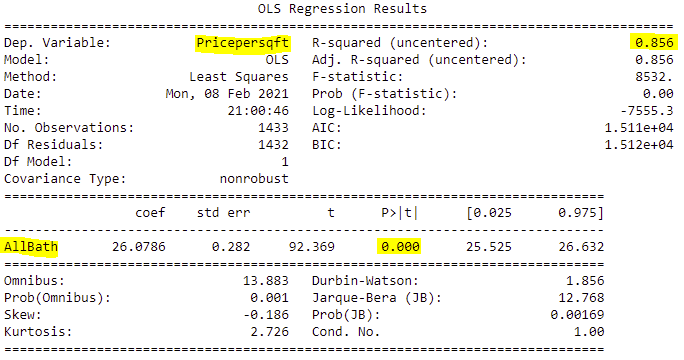 OLS Regression Results
=======================================================================================
Dep. Variable: Pricepersqft R-squared (uncentered): 0.856
Model: OLS Adj. R-squared (uncentered): 0.856
Method: Least Squares F-statistic: 8532.
Date: Mon, 08 Feb 2021 Prob (F-statistic): 0.00
Time: 21:00:46 Log-Likelihood: -7555.3
No. Observations: 1433 AIC: 1.511e+04
Df Residuals: 1432 BIC: 1.512e+04
Df Model: 1
Covariance Type: nonrobust
==============================================================================
coef std err t P>|t| [0.025 0.975]
------------------------------------------------------------------------------
AllBath 26.0786 0.282 92.369 0.000 25.525 26.632
==============================================================================
Omnibus: 13.883 Durbin-Watson: 1.856
Prob(Omnibus): 0.001 Jarque-Bera (JB): 12.768
Skew: -0.186 Prob(JB): 0.00169
Kurtosis: 2.726 Cond. No. 1.00
==============================================================================